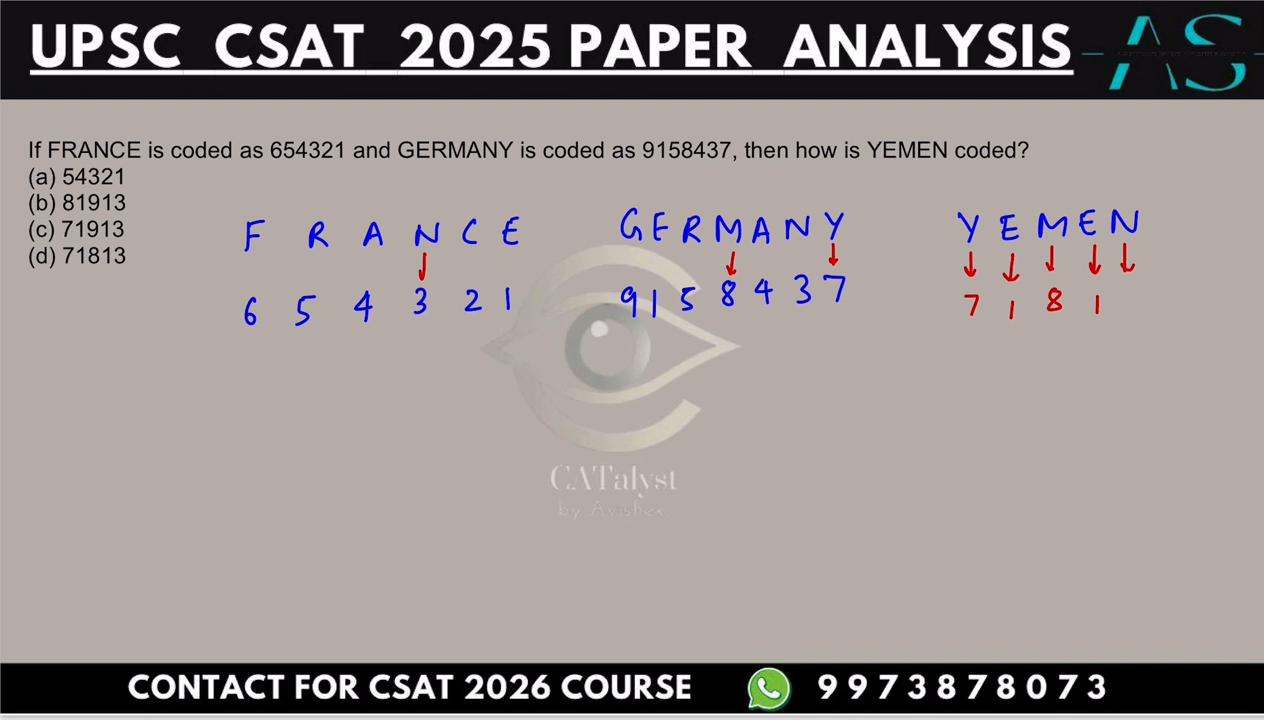 UPSC CSAT 2025 PAPER ANALYSIS
AS
If FRANCE is coded as 654321 and GERMANY is coded as 9158437, then how is YEMEN coded?
(a) 54321
(b) 81913
(c) 71913
(d) 71813
F R A N C E G E R M A N Y Y E M E N
6 5 4 3 2 1 9 1 5 8 4 3 7 7 1 8 1
CATalyst
by Avishek
CONTACT FOR CSAT 2026 COURSE 9973878073